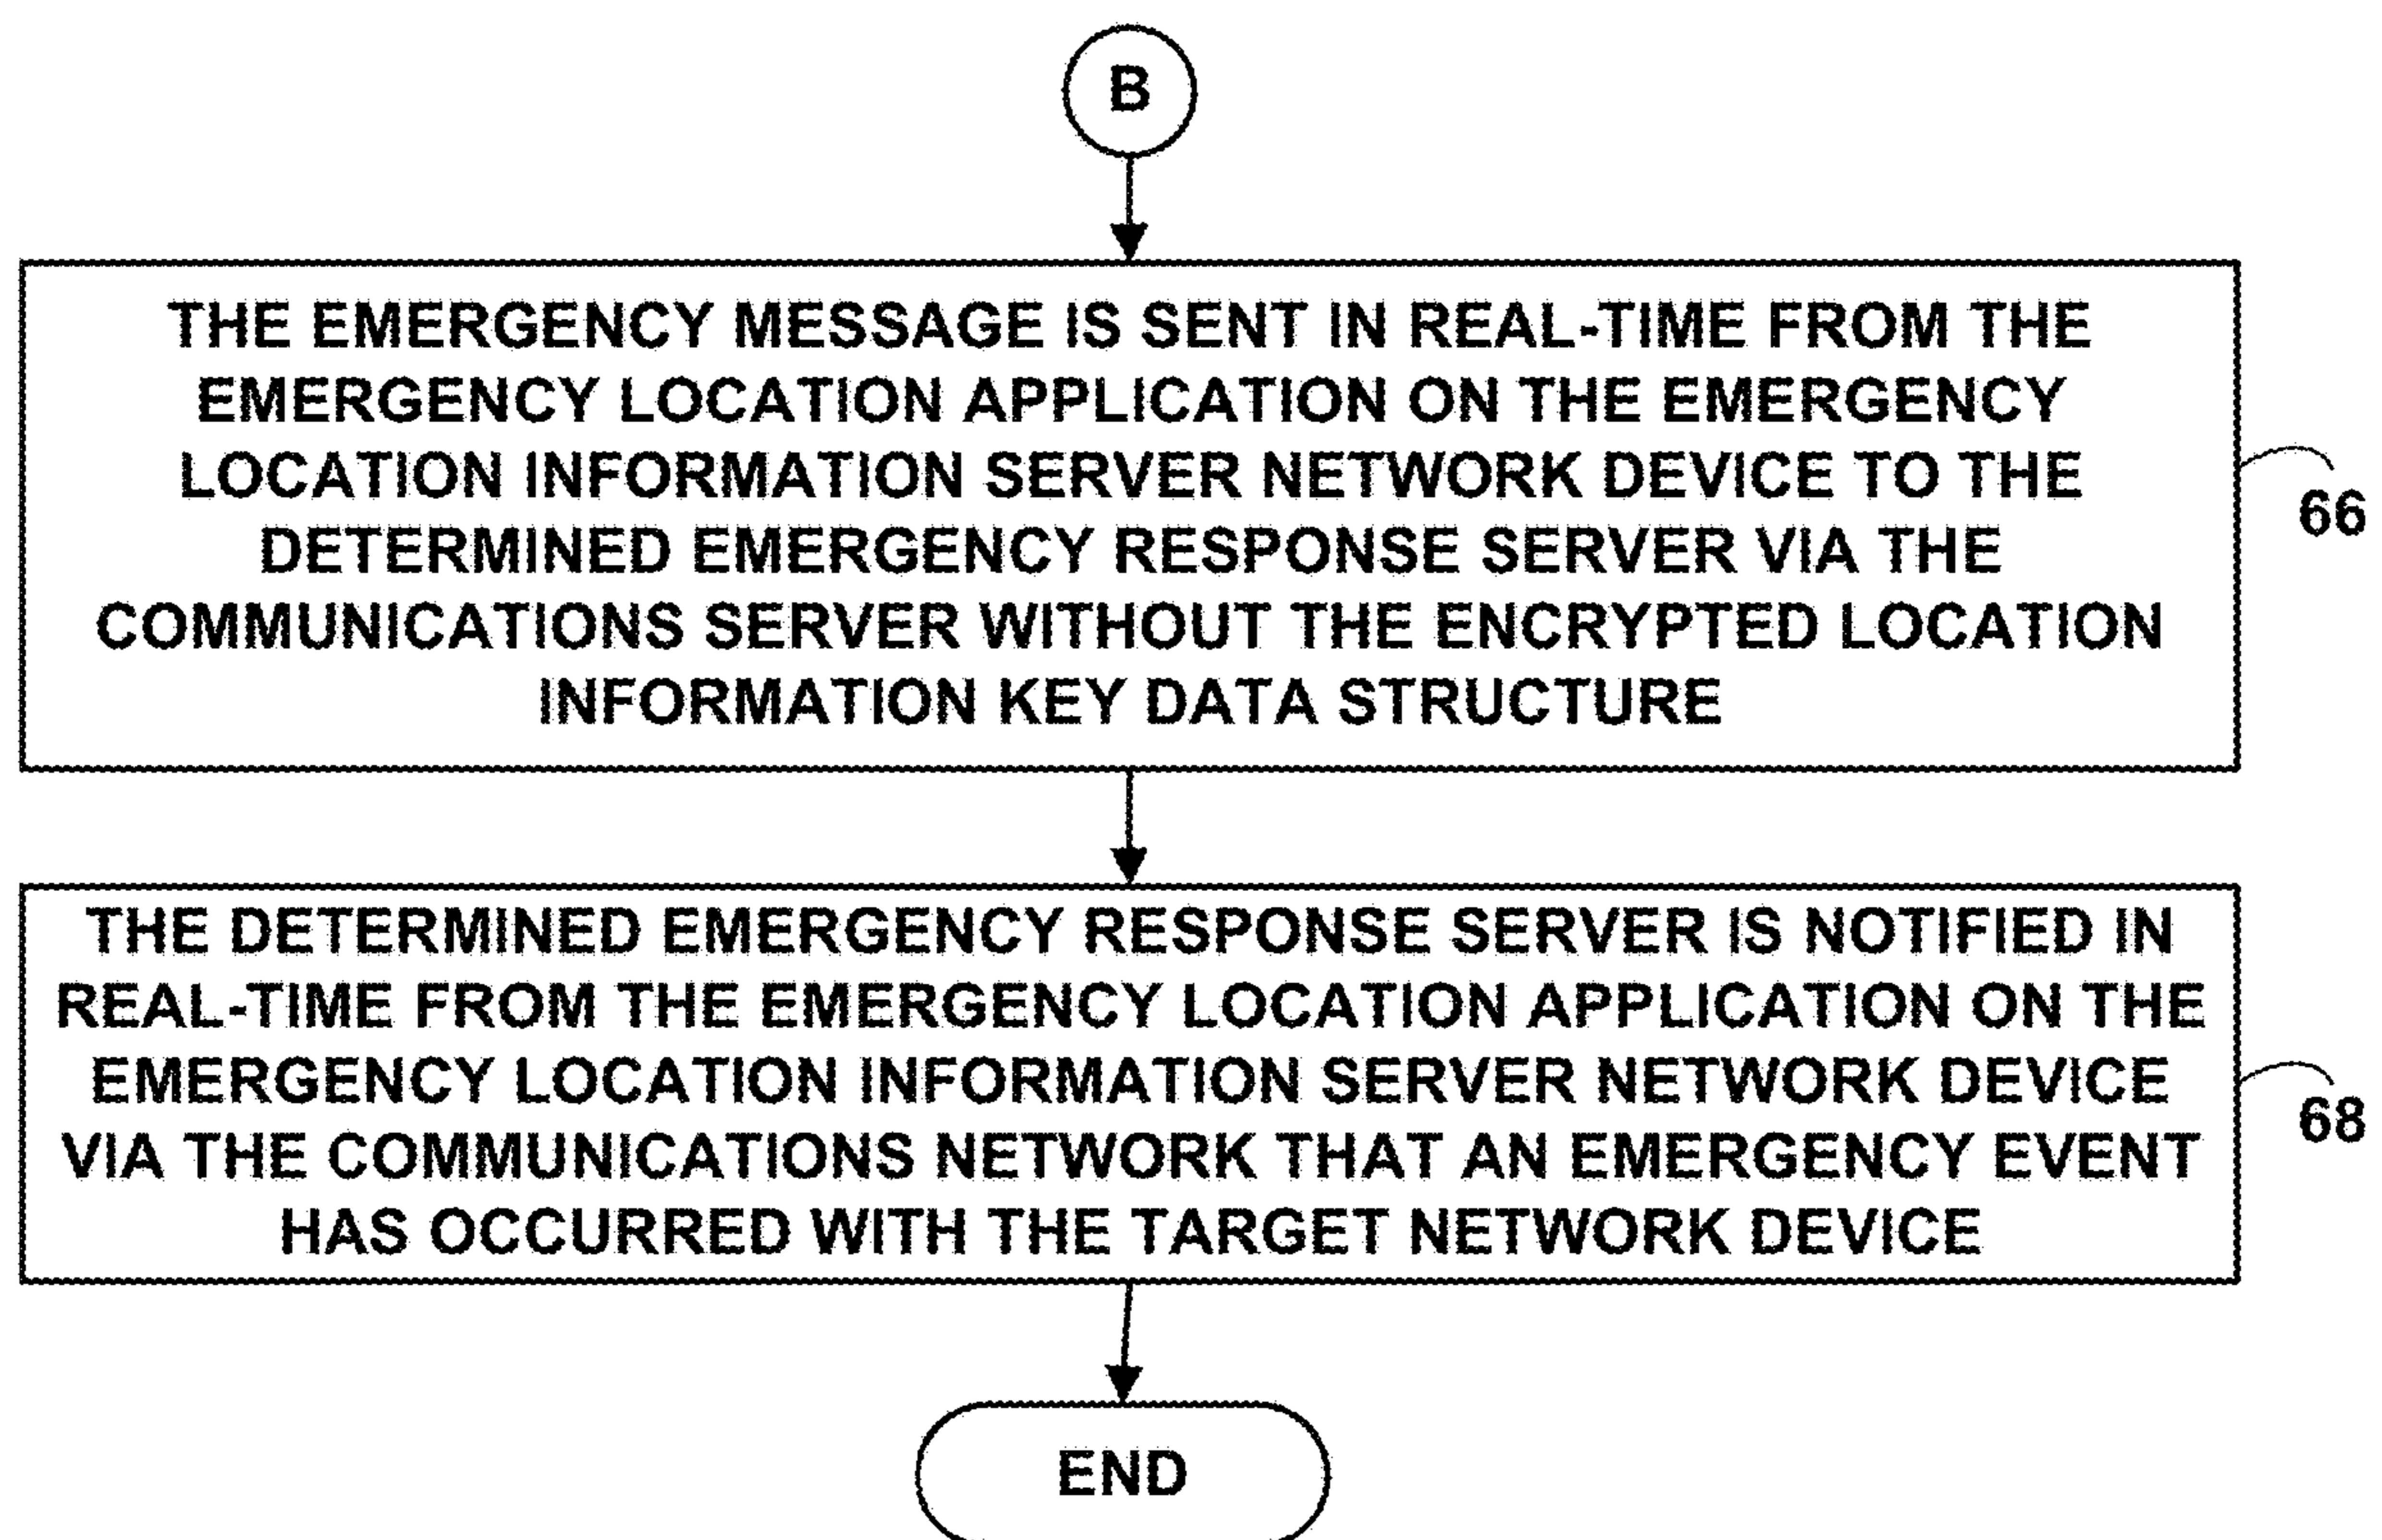 B
THE EMERGENCY MESSAGE IS SENT IN REAL-TIME FROM THE
EMERGENCY LOCATION APPLICATION ON THE EMERGENCY
LOCATION INFORMATION SERVER NETWORK DEVICE TO THE
DETERMINED EMERGENCY RESPONSE SERVER VIA THE
COMMUNICATIONS SERVER WITHOUT THE ENCRYPTED LOCATION
INFORMATION KEY DATA STRUCTURE
66
THE DETERMINED EMERGENCY RESPONSE SERVER IS NOTIFIED IN
REAL-TIME FROM THE EMERGENCY LOCATION APPLICATION ON THE
EMERGENCY LOCATION INFORMATION SERVER NETWORK DEVICE
VIA THE COMMUNICATIONS NETWORK THAT AN EMERGENCY EVENT
HAS OCCURRED WITH THE TARGET NETWORK DEVICE
68
END